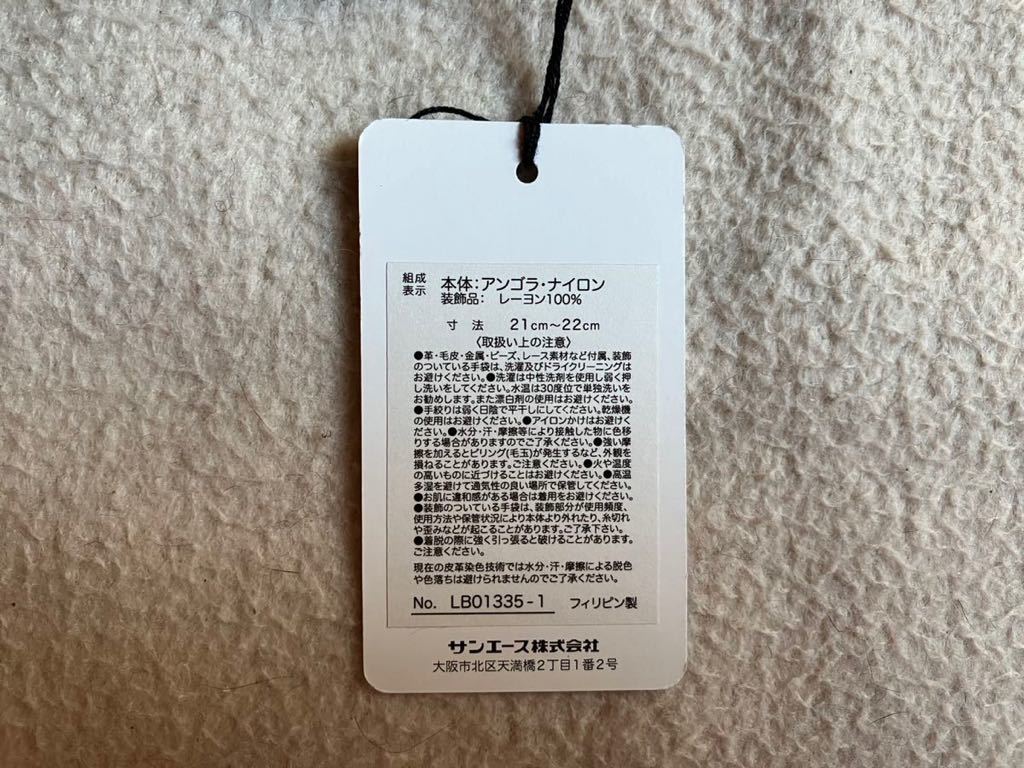 組成
表示
本体：アンゴラ・ナイロン
装飾品： レーヨン100%
寸 法 21cm〜22cm
〈取扱い上の注意〉
●革・毛皮・金属・ビーズ、レース素材など付属、装飾
のついている手袋は、洗濯及びドライクリーニングは
お避けください。●洗濯は中性洗剤を使用し弱く押
し洗いをしてください。水温は30度位で単独洗いを
お勧めします。また漂白剤の使用はお避けください。
●手絞りは弱く日陰で平干しにしてください。乾燥機
の使用はお避けください。●アイロンかけはお避けく
ださい。●水分・汗・摩擦等により接触した物に色移
りする場合がありますのでご了承ください。●強い摩
擦を加えるとピリング(毛玉)が発生するなど、外観を
損ねることがあります。ご注意ください。●火や温度
の高いものに近づけることはお避けください。●高温
多湿を避けて通気性の良い場所で保管してください。
●お肌に違和感がある場合は着用をお避けください。
●装飾のついている手袋は、装飾部分が使用頻度、
使用方法や保管状況により本体より外れたり、糸切れ
や歪みなどが起こることがあります。ご了承下さい。
●着脱の際に強く引っ張ると破けることがあります。
ご注意ください。
現在の皮革染色技術では水分・汗・摩擦による脱色
や色落ちは避けられませんのでご了承ください。
No. LB01335-1 フィリピン製
サンエース株式会社
大阪市北区天満橋2丁目1番2号